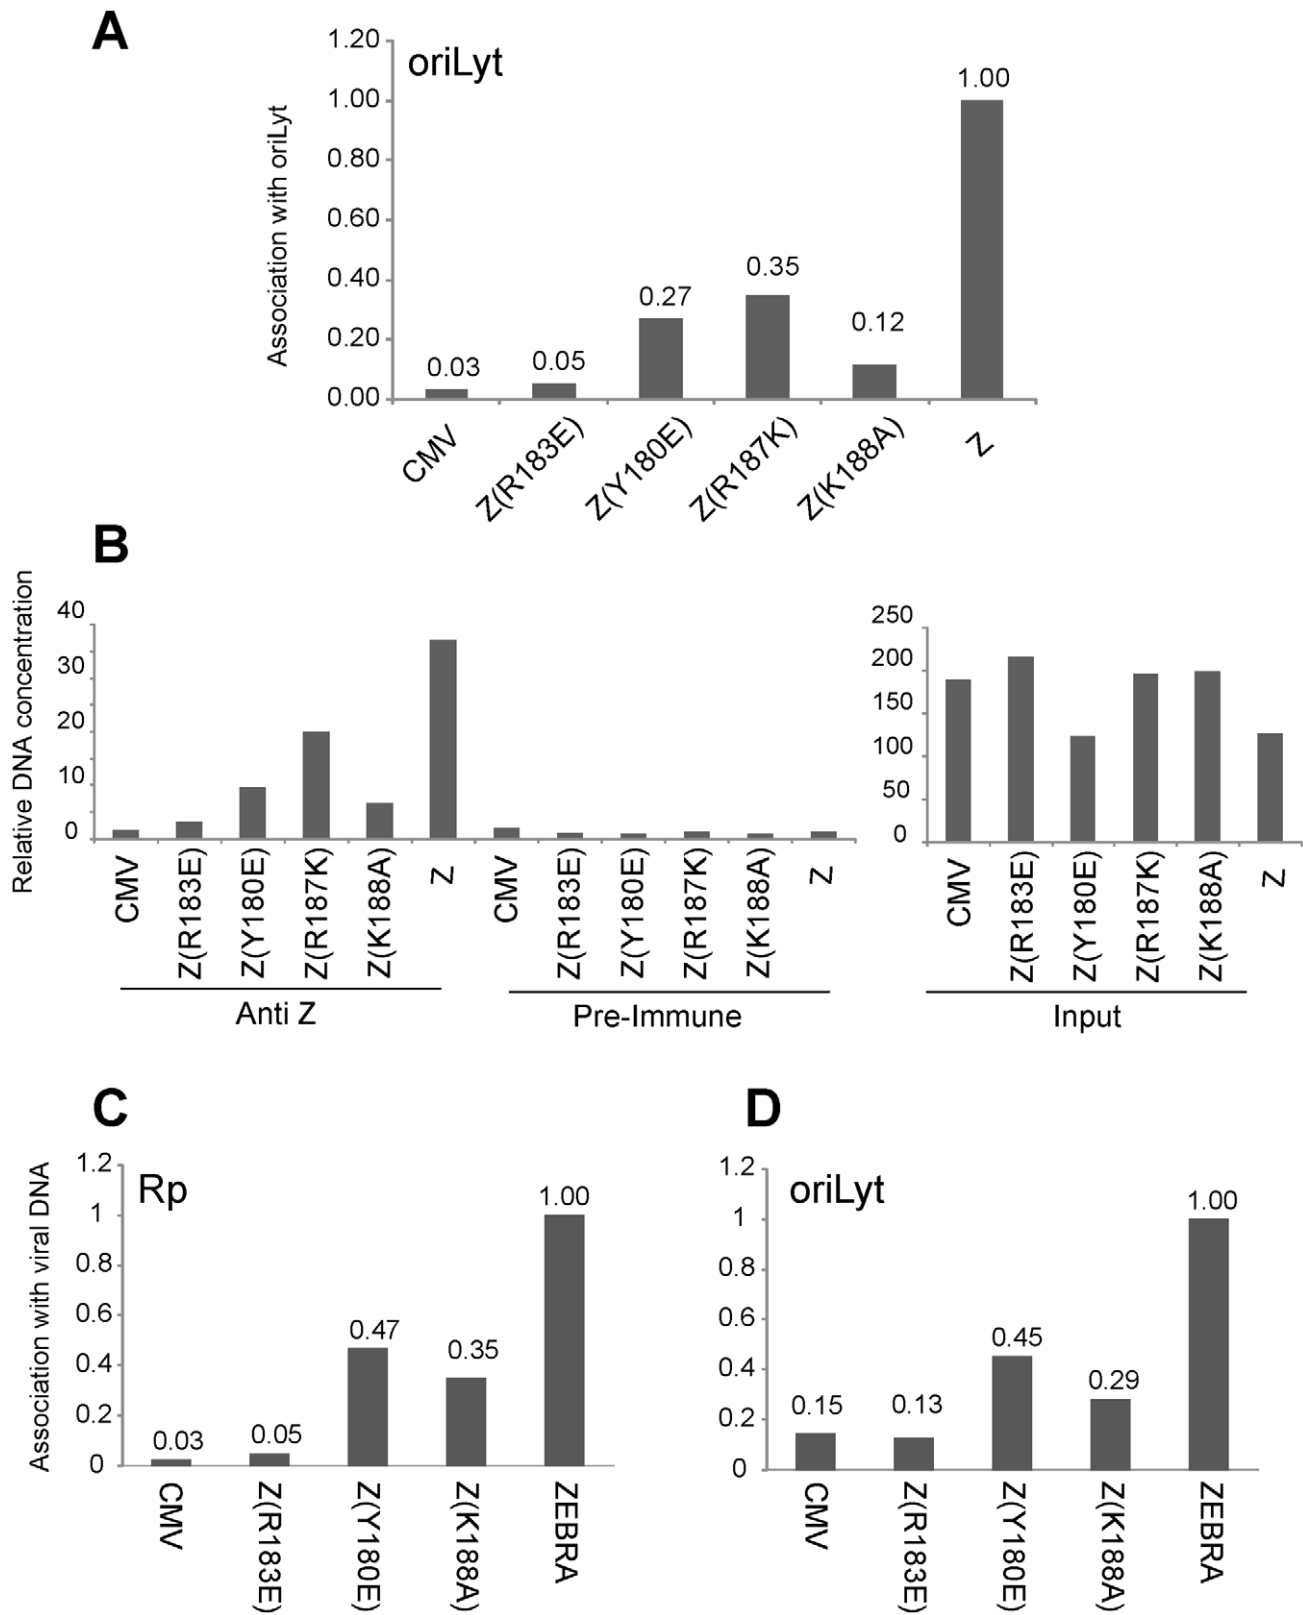 A
oriLyt
Association with oriLyt
1.20
1.00
0.80
0.60
0.40
0.20
0.00
0.03
0.05
0.27
0.35
0.12
1.00
CMV
Z(R183E)
Z(Y180E)
Z(R187K)
Z(K188A)
Z
B
Relative DNA concentration
40
30
20
10
0
CMV
Z(R183E)
Z(Y180E)
Z(R187K)
Z(K188A)
Z
Anti Z
CMV
Z(R183E)
Z(Y180E)
Z(R187K)
Z(K188A)
Z
Pre-Immune
250
200
150
100
50
0
CMV
Z(R183E)
Z(Y180E)
Z(R187K)
Z(K188A)
Z
Input
C
Rp
Association with viral DNA
1.2
1
0.8
0.6
0.4
0.2
0
0.03
0.05
0.47
0.35
1.00
CMV
Z(R183E)
Z(Y180E)
Z(K188A)
ZEBRA
D
oriLyt
1.2
1
0.8
0.6
0.4
0.2
0
0.15
0.13
0.45
0.29
1.00
CMV
Z(R183E)
Z(Y180E)
Z(K188A)
ZEBRA